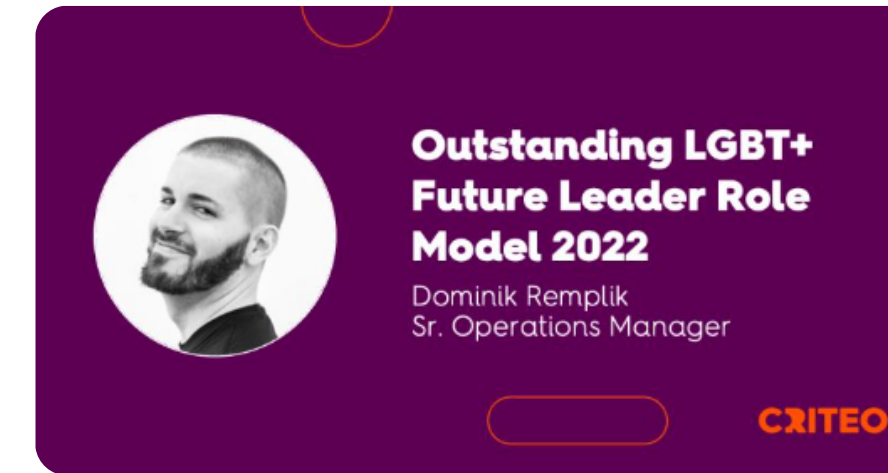 Outstanding LGBT+
Future Leader Role
Model 2022
Dominik Remplik
Sr. Operations Manager
CRITEO